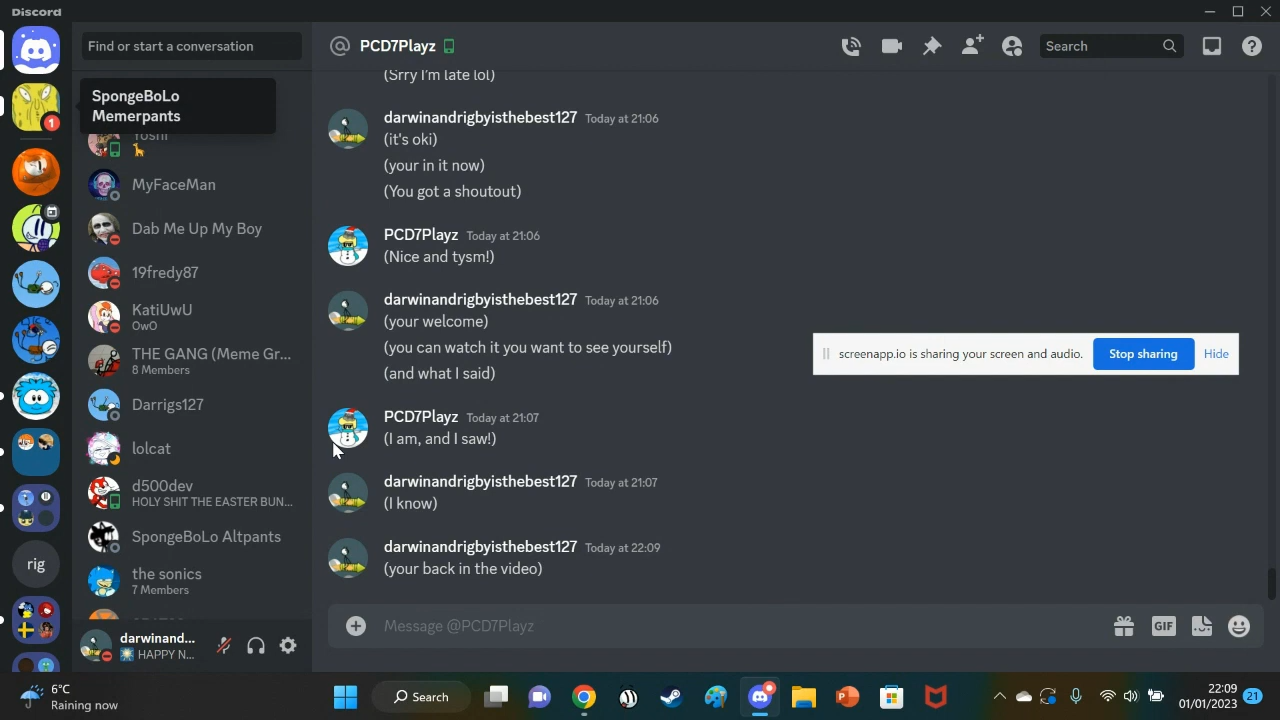 Discord
Find or start a conversation
PCD7Playz
Search
SpongeBoLo
Memerpants
1
Yoshi
MyFaceMan
Dab Me Up My Boy
19fredy87
KatiUwU
OwO
THE GANG (Meme Gr...
8 Members
Darrigs127
lolcat
d500dev
HOLY SHIT THE EASTER BUN...
SpongeBoLo Altpants
the sonics
7 Members
rig
darwinand...
HAPPY N...
(Srry I'm late lol)
darwinandrigbyisthebest127 Today at 21:06
(it's oki)
(your in it now)
(You got a shoutout)
PCD7Playz Today at 21:06
(Nice and tysm!)
darwinandrigbyisthebest127 Today at 21:06
(your welcome)
(you can watch it you want to see yourself)
(and what I said)
PCD7Playz Today at 21:07
(I am, and I saw!)
darwinandrigbyisthebest127 Today at 21:07
(I know)
darwinandrigbyisthebest127 Today at 22:09
(your back in the video)
Message @PCD7Playz
GIF
screenapp.io is sharing your screen and audio. Stop sharing Hide
6°C
Raining now
Search
22:09
01/01/2023
21